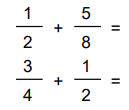 1/2 + 5/8 =
3/4 + 1/2 =